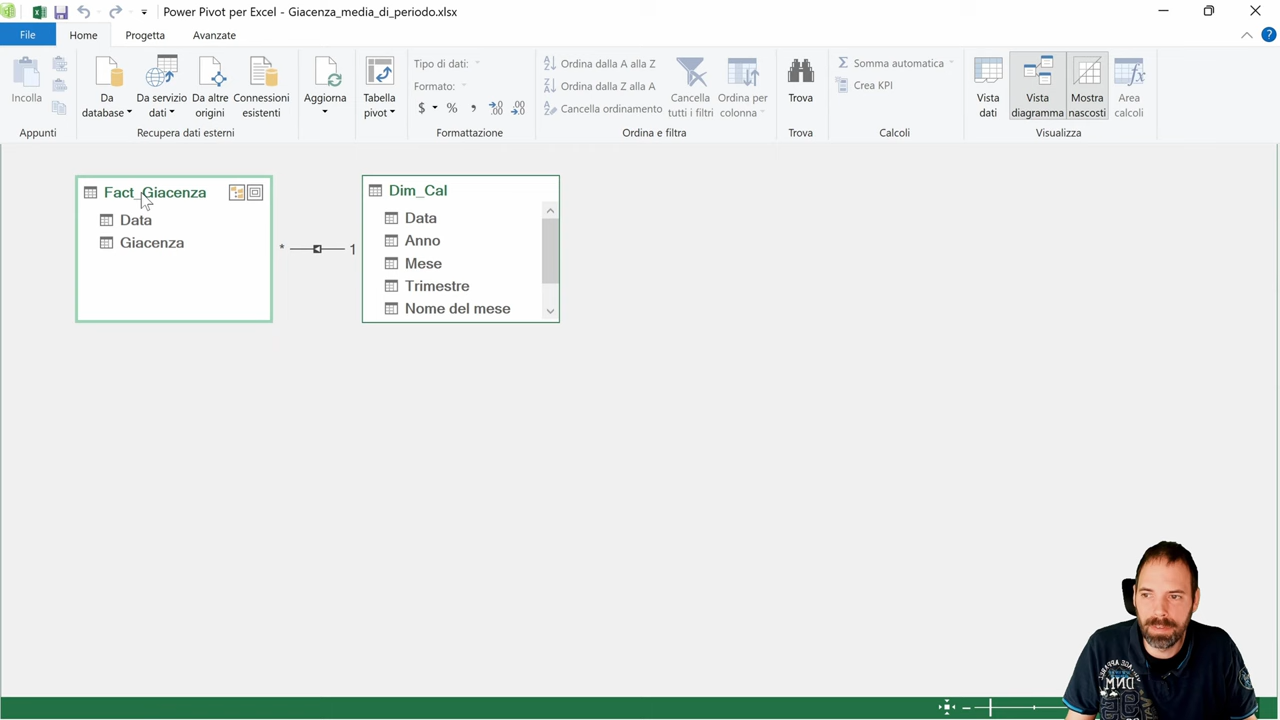 Power Pivot per Excel - Giacenza_media_di_periodo.xlsx
File Home Progetta Avanzate
Incolla
Appunti
Da database
Da servizio dati
Da altre origini
Connessioni esistenti
Recupera dati esterni
Aggiorna
Tabella pivot
Tipo di dati:
Formato:
$ % , .00
Formattazione
Ordina dalla A alla Z
Ordina dalla Z alla A
Cancella ordinamento
Cancella tutti i filtri
Ordina per colonna
Ordina e filtra
Trova
Trova
Somma automatica
Crea KPI
Calcoli
Vista dati
Vista diagramma
Mostra nascosti
Area calcoli
Visualizza
Fact_Giacenza
Data
Giacenza
* 1
Dim_Cal
Data
Anno
Mese
Trimestre
Nome del mese
DNM